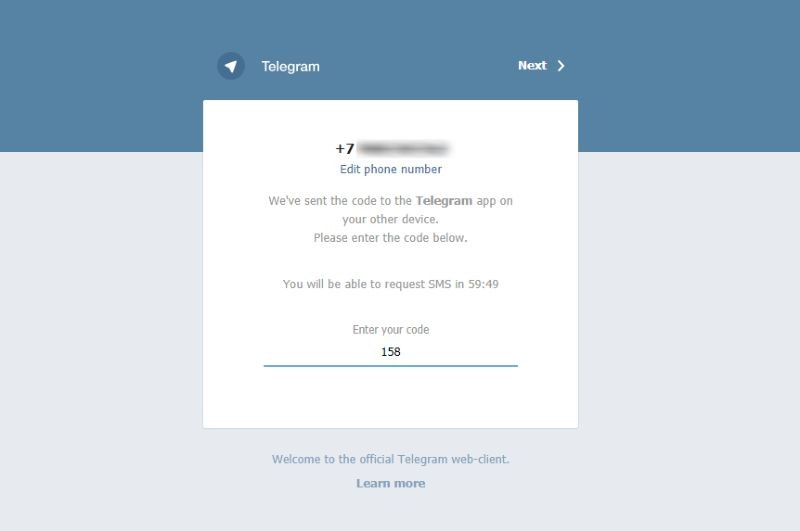 Telegram
Next
+7
Edit phone number
We've sent the code to the Telegram app on
your other device.
Please enter the code below.
You will be able to request SMS in 59:49
Enter your code
158
Welcome to the official Telegram web-client.
Learn more